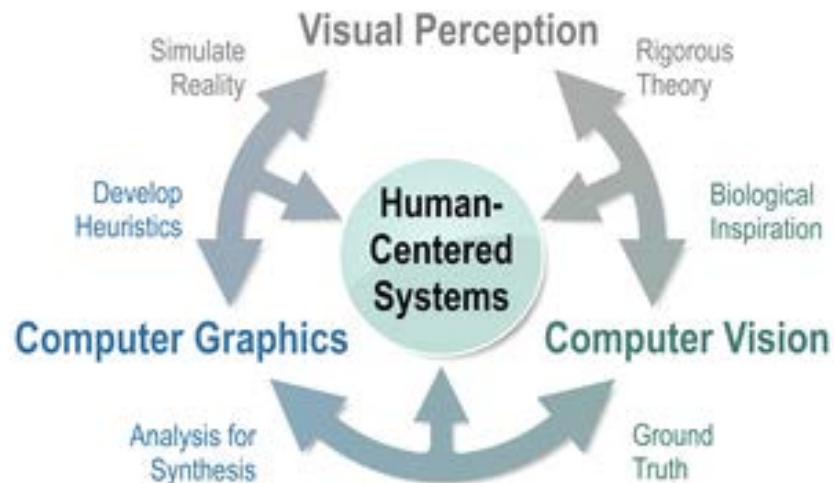 Visual Perception
Simulate
Reality
Rigorous
Theory
Develop
Heuristics
Human-
Centered
Systems
Biological
Inspiration
Computer Graphics
Computer Vision
Analysis for
Synthesis
Ground
Truth